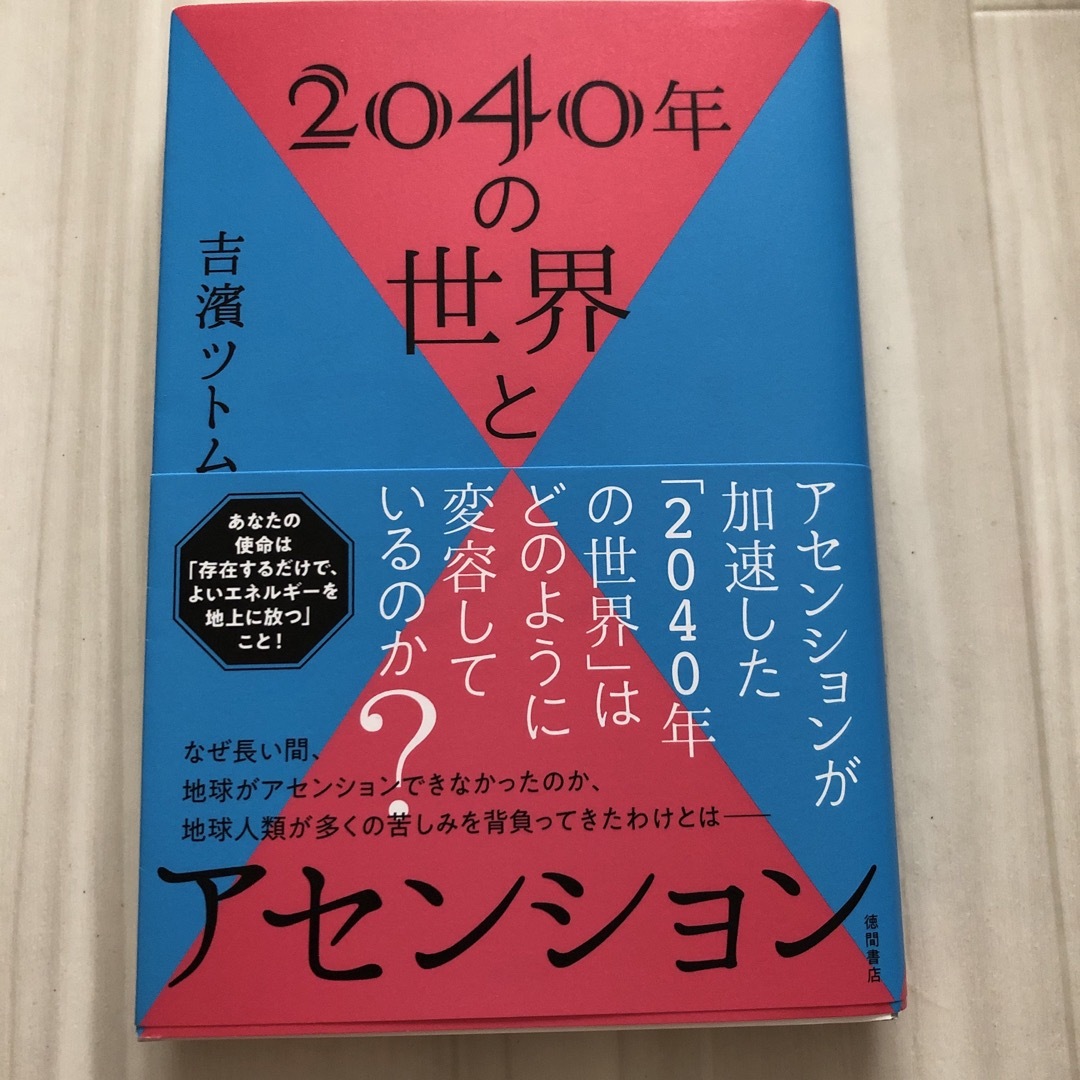 2040年
の
世界
と
吉濱ツトム
アセンションが
加速した
「2040年
の世界」は
どのように
変容して
いるのか?
あなたの
使命は
「存在するだけで、
よいエネルギーを
地上に放つ」
こと!
なぜ長い間、
地球がアセンションできなかったのか、
地球人類が多くの苦しみを背負ってきたわけとは──
アセンション
徳間書店